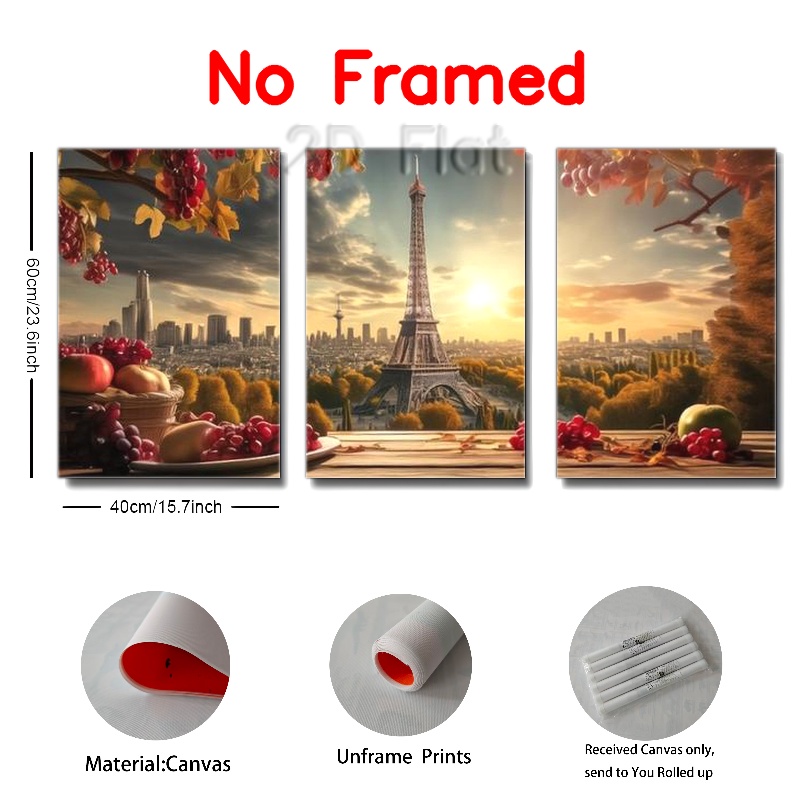 No Framed
2D Flat
60cm/23.6inch
40cm/15.7inch
Material:Canvas
Unframe Prints
Received Canvas only,
send to You Rolled up